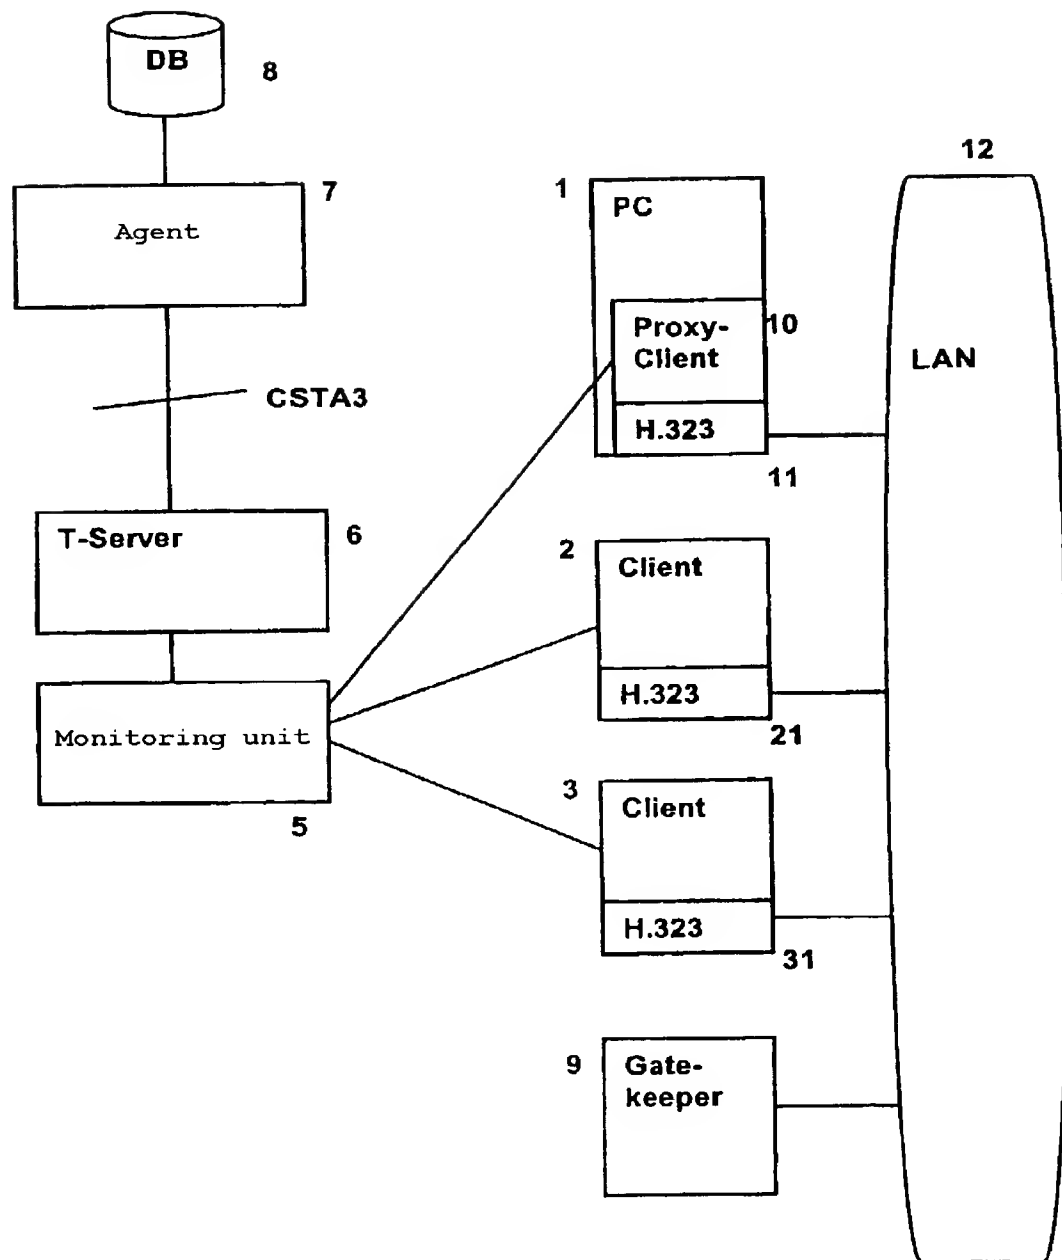 DB
8
12
7
1
PC
Agent
Proxy-
10
Client
LAN
CSTA3
H.323
11
T-Server
6
2
Client
H.323
21
Monitoring unit
5
3
Client
H.323
31
9
Gate-
keeper